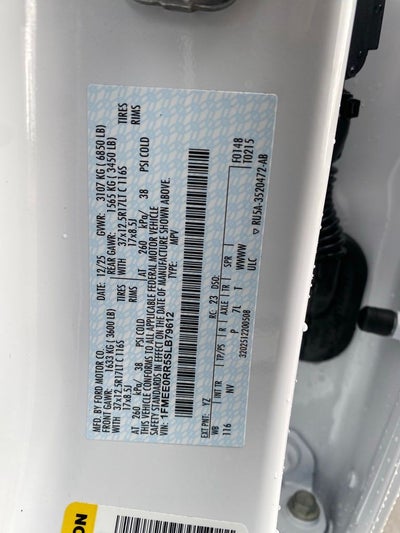 MFD. BY FORD MOTOR CO.
DATE: 12/25 GVWR: 3107 KG ( 6850 LB)
FRONT GAWR: 1633 KG ( 3600 LB) REAR GAWR: 1565 KG ( 3450 LB)
WITH 37x12.5R17LT C 116S TIRES WITH 37x12.5R17LT C 116S TIRES
17x8.5J RIMS 17x8.5J RIMS
AT 260 kPa/ 38 PSI COLD AT 260 kPa/ 38 PSI COLD
THIS VEHICLE CONFORMS TO ALL APPLICABLE FEDERAL MOTOR VEHICLE
SAFETY STANDARDS IN EFFECT ON THE DATE OF MANUFACTURE SHOWN ABOVE.
1FMEE0RR5SLB79612 TYPE: MPV
EXT PNT: YZ RC: 23 DSO: F0148
T0215
WB INT TR TP/PS R AXLE TR SPR
116 NV P 7L T WWWW
ULC
3202512200508
▽ RU5A-3520472-AB
ON